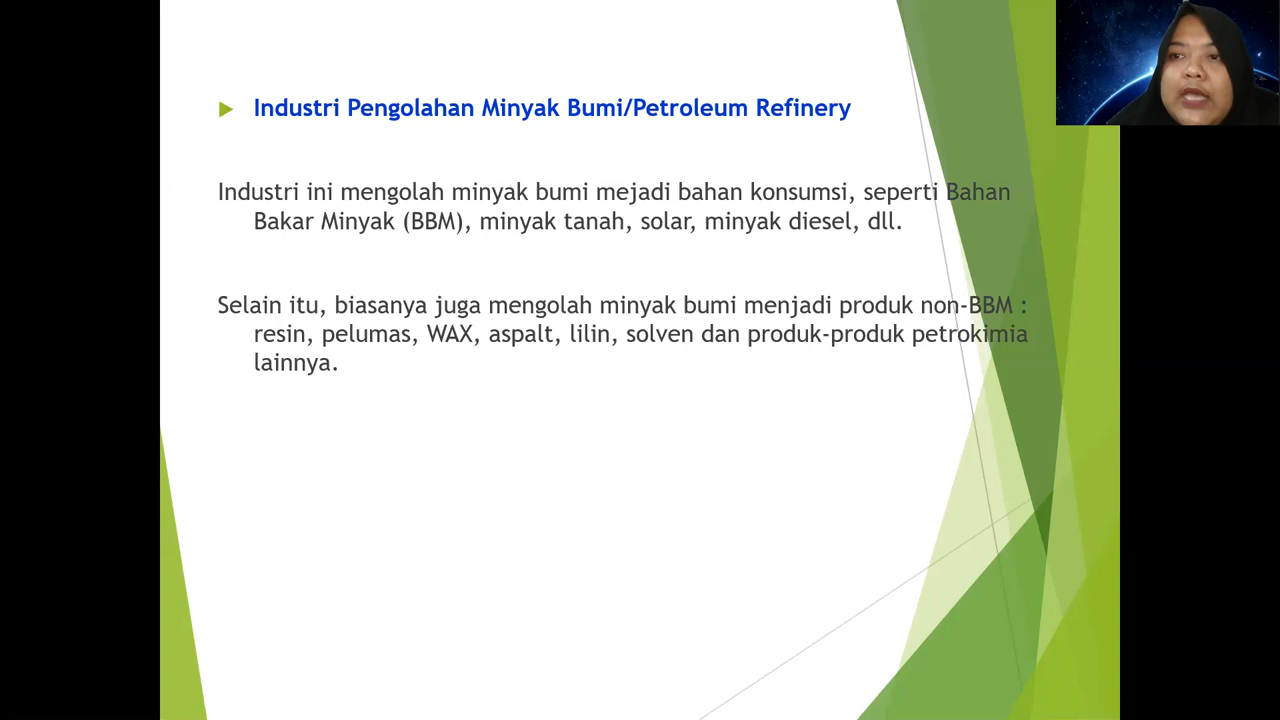 Industri Pengolahan Minyak Bumi/Petroleum Refinery
Industri ini mengolah minyak bumi mejadi bahan konsumsi, seperti Bahan
Bakar Minyak (BBM), minyak tanah, solar, minyak diesel, dll.
Selain itu, biasanya juga mengolah minyak bumi menjadi produk non-BBM :
resin, pelumas, WAX, aspalt, lilin, solven dan produk-produk petrokimia
lainnya.